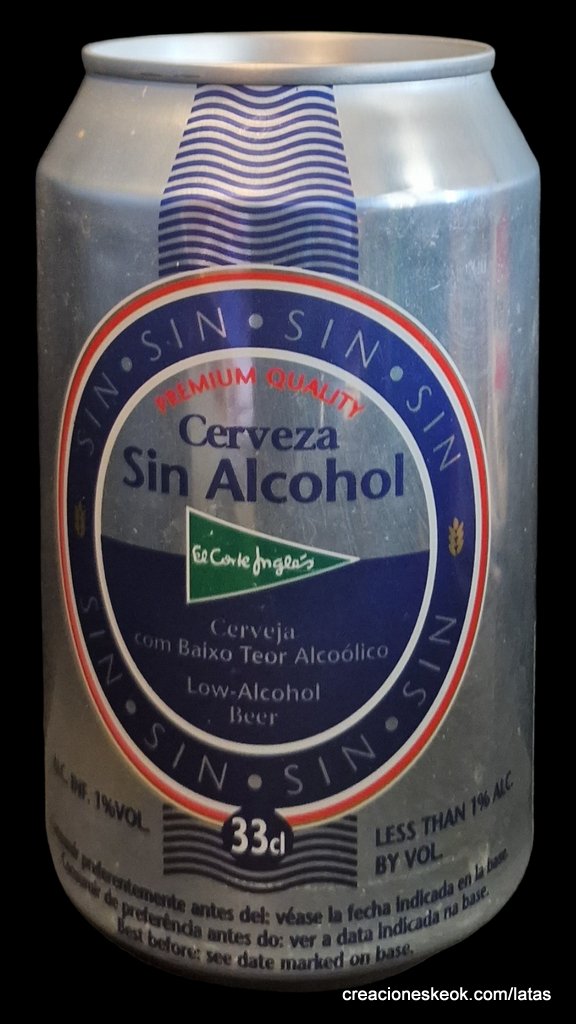 SIN • SIN • SIN • SIN • SIN
PREMIUM QUALITY
Cerveza
Sin Alcohol
El Corte Inglés
Cerveja
com Baixo Teor Alcoólico
Low-Alcohol
Beer
SIN • SIN • SIN • SIN
33cl
ALC. INF. 1%VOL.
LESS THAN 1% ALC.
BY VOL.
preferentemente antes del: véase la fecha indicada en la base.
Consumir de preferência antes do: ver a data indicada na base.
Best before: see date marked on base.
creacioneskeok.com/latas